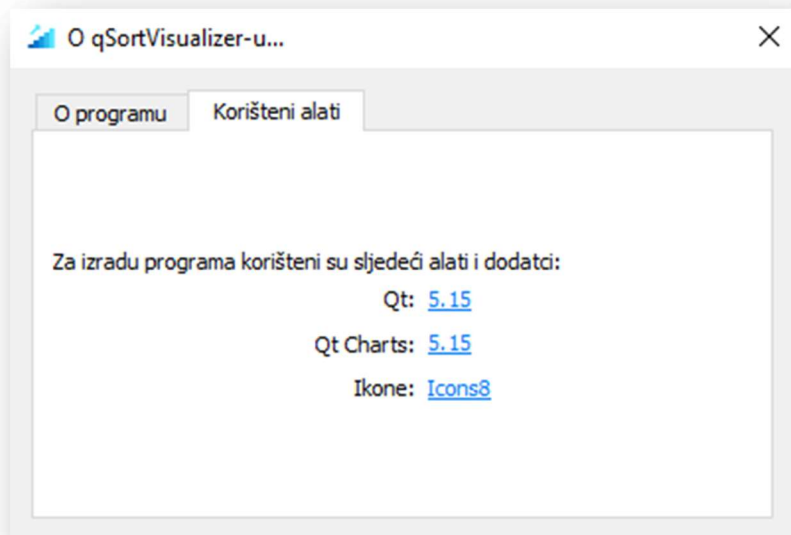 O qSortVisualizer-u...
O programu
Korišteni alati
Za izradu programa korišteni su sljedeći alati i dodatci:
Qt: 5.15
Qt Charts: 5.15
Ikone: Icons8